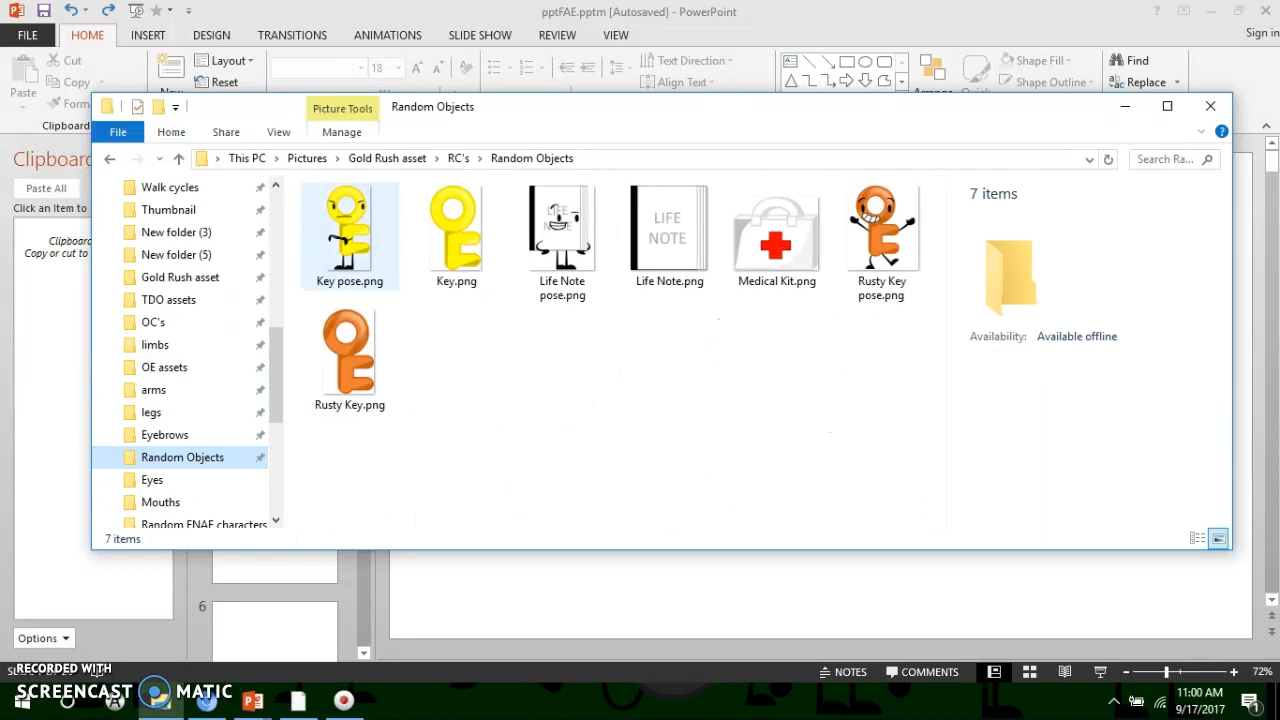 pptFAE.pptm [Autosaved] - PowerPoint
FILE HOME INSERT DESIGN TRANSITIONS ANIMATIONS SLIDE SHOW REVIEW VIEW Sign in
Cut
Copy
Paste
Layout
Reset
18
Text Direction
Align Text
Shape Fill
Shape Outline
Find
Replace
Clipboard
Paste All
Click an Item to
Copy or cut to
Options
Picture Tools
Random Objects
File Home Share View Manage
This PC > Pictures > Gold Rush asset > RC's > Random Objects
Search Ra...
Walk cycles
Thumbnail
New folder (3)
New folder (5)
Gold Rush asset
TDO assets
OC's
limbs
OE assets
arms
legs
Eyebrows
Random Objects
Eyes
Mouths
Random FNAF characters
LIFE
NOTE
Key pose.png
Key.png
Life Note pose.png
Life Note.png
Medical Kit.png
Rusty Key pose.png
Rusty Key.png
7 items
Availability: Available offline
7 items
6
NOTES COMMENTS 72%
RECORDED WITH
SCREENCAST MATIC
11:00 AM
9/17/2017